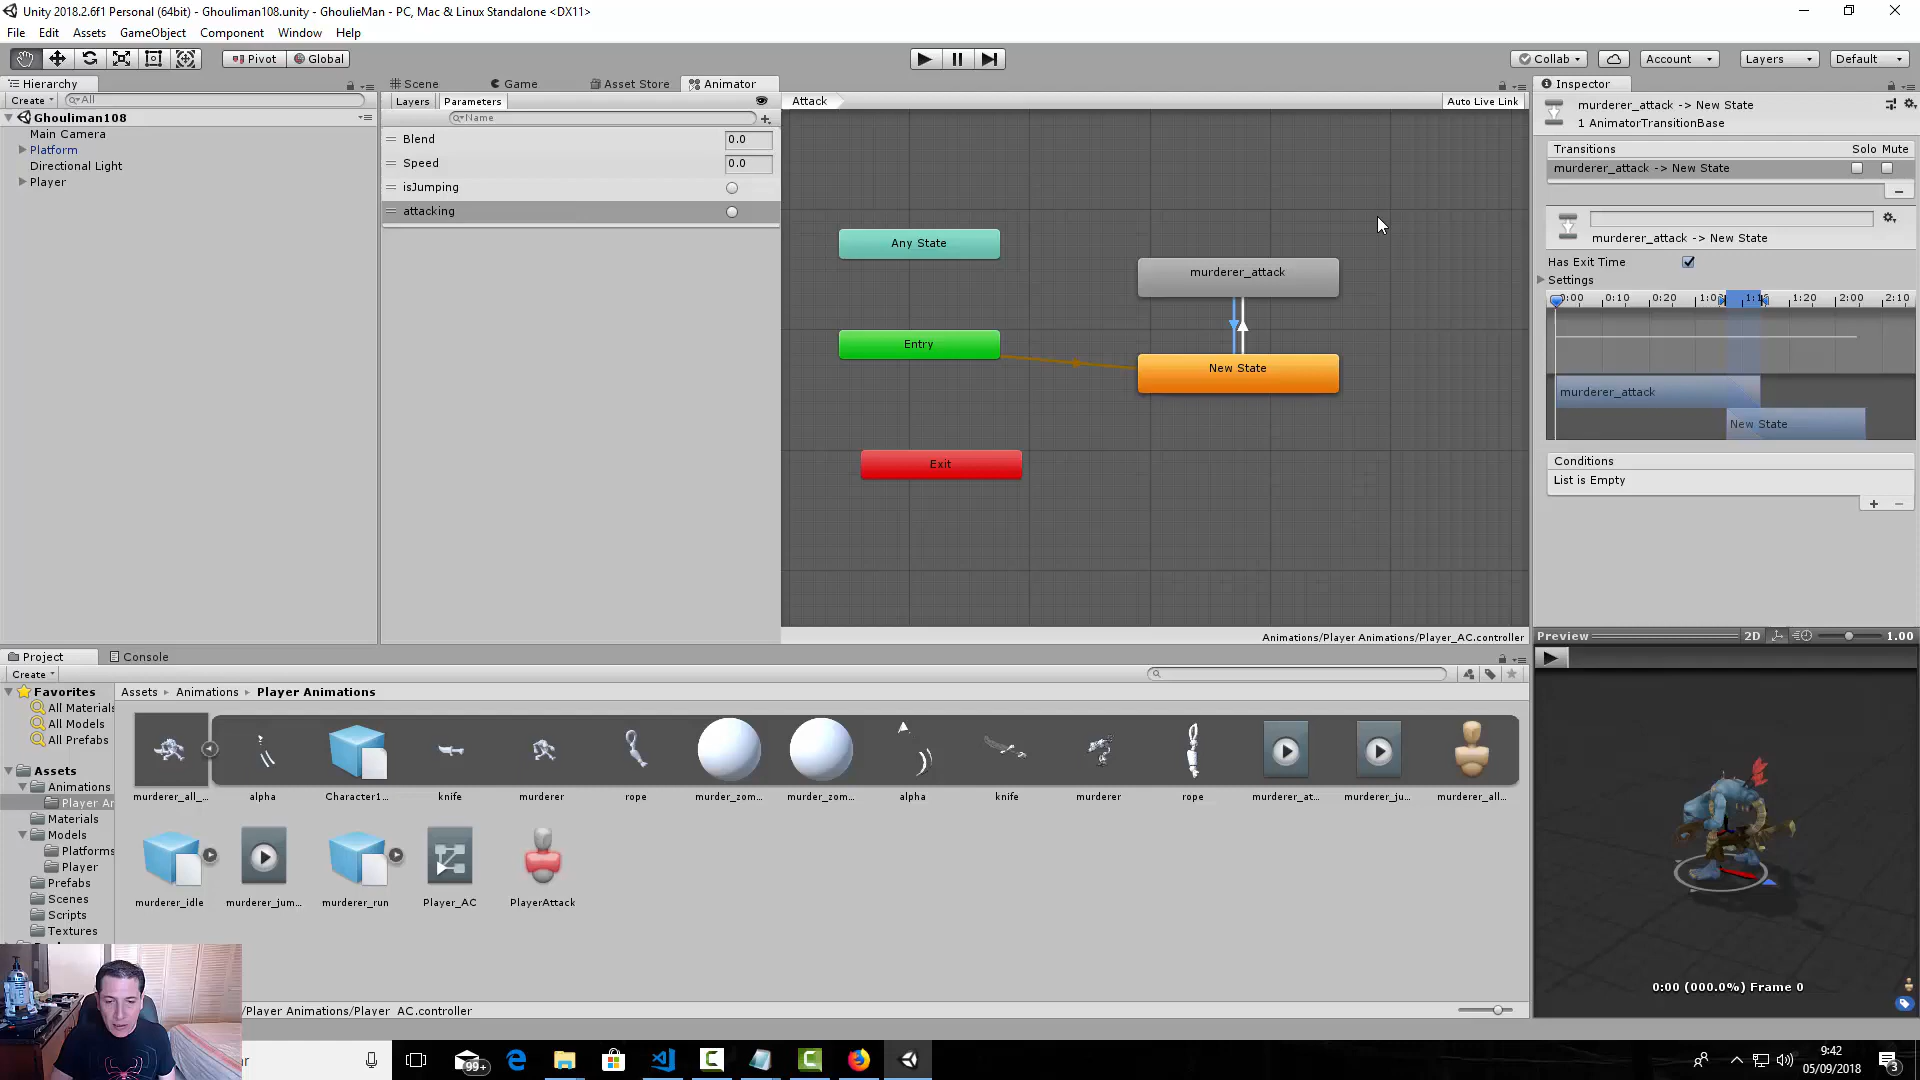 Unity 2018.2.6f1 Personal (64bit) - Ghouliman108.unity - GhoulieMan - PC, Mac & Linux Standalone <DX11>
File Edit Assets GameObject Component Window Help
Pivot Global
Collab Account Layers Default
Hierarchy
Create All
Ghouliman108
Main Camera
Platform
Directional Light
Player
Scene Game Asset Store Animator
Layers Parameters
Name
Blend 0.0
Speed 0.0
isJumping
attacking
Attack
Auto Live Link
Any State
Entry
Exit
murderer_attack
New State
Animations/Player Animations/Player_AC.controller
Inspector
murderer_attack -> New State
1 AnimatorTransitionBase
Transitions Solo Mute
murderer_attack -> New State
murderer_attack -> New State
Has Exit Time
Settings
0:00 0:10 0:20 1:20 2:00 2:10
murderer_attack
New State
Conditions
List is Empty
Preview 2D 1.00
0:00 (000.0%) Frame 0
Project Console
Create
Favorites
All Materials
All Models
All Prefabs
Assets
Animations
Player Ar
Materials
Models
Platforms
Player
Prefabs
Scenes
Scripts
Textures
Assets Animations Player Animations
murderer_all_... alpha Character1... knife murderer rope murder_zom... murder_zom... alpha knife murderer rope murderer_at... murderer_ju... murderer_all...
murderer_idle murderer_jum... murderer_run Player_AC PlayerAttack
/Player Animations/Player_AC.controller
ar
99+
9:42
05/09/2018
3